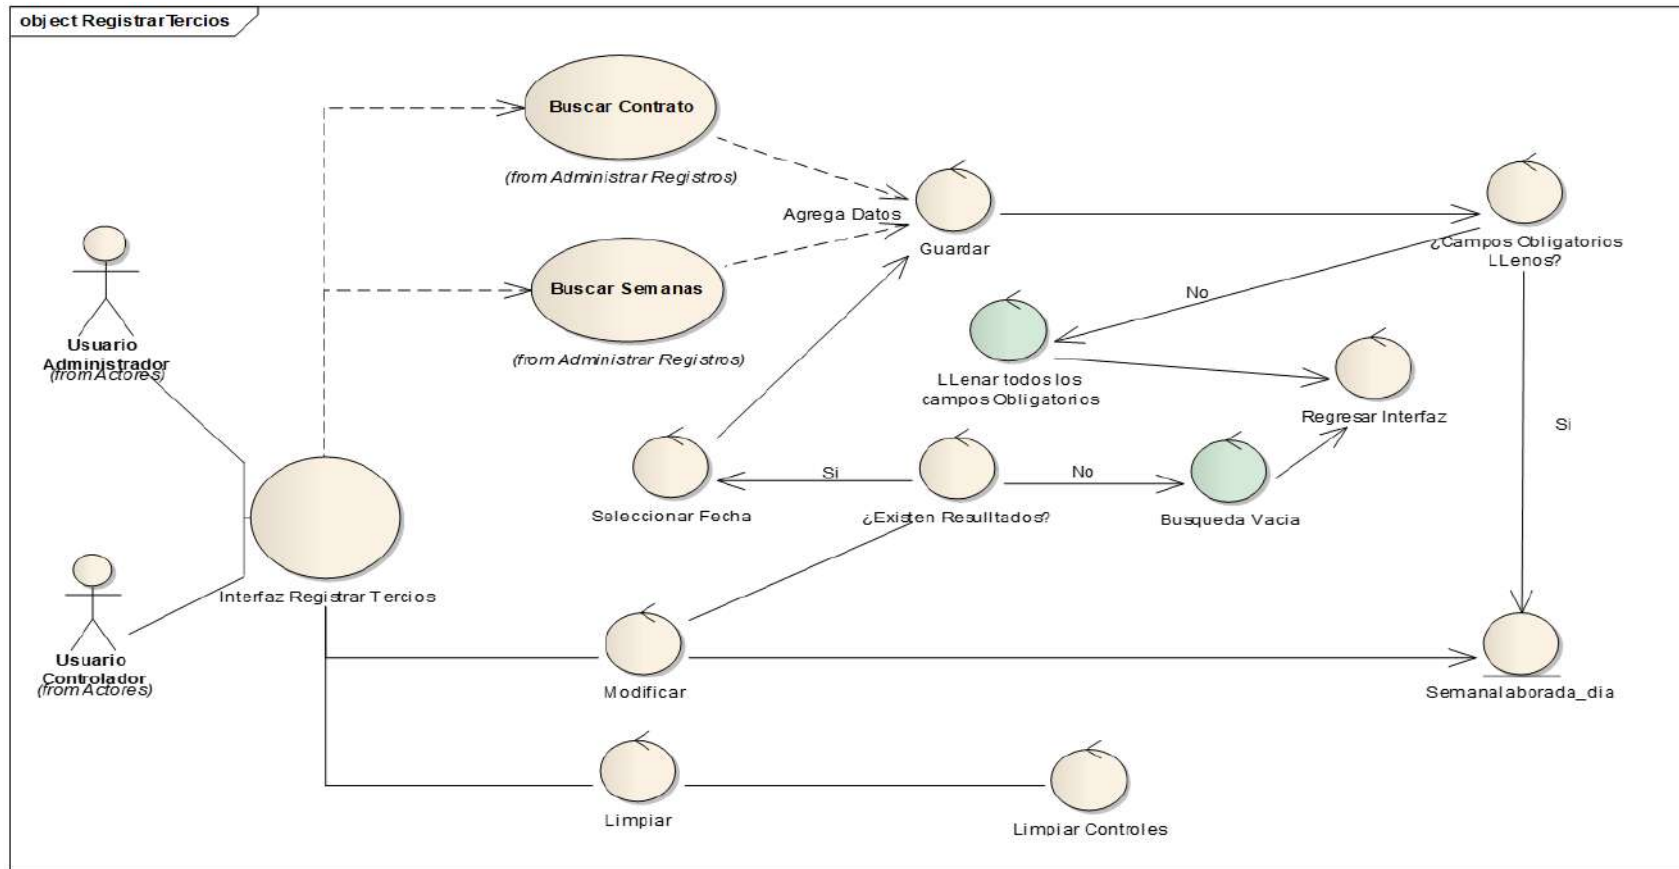 object RegistrarTercios
Buscar Contrato
(from Administrar Registros)
Agrega Datos
Guardar
¿Campos Obligatorios
LLenos?
Buscar Semanas
(from Administrar Registros)
No
Usuario
Administrador
(from Actores)
LLenar todos los
campos Obligatorios
Regresar Interfaz
Si
Seleccionar Fecha
Si
¿Existen Resulltados?
No
Busqueda Vacia
Interfaz Registrar Tercios
Usuario
Controlador
(from Actores)
Modificar
Semanalaborada_dia
Limpiar
Limpiar Controles